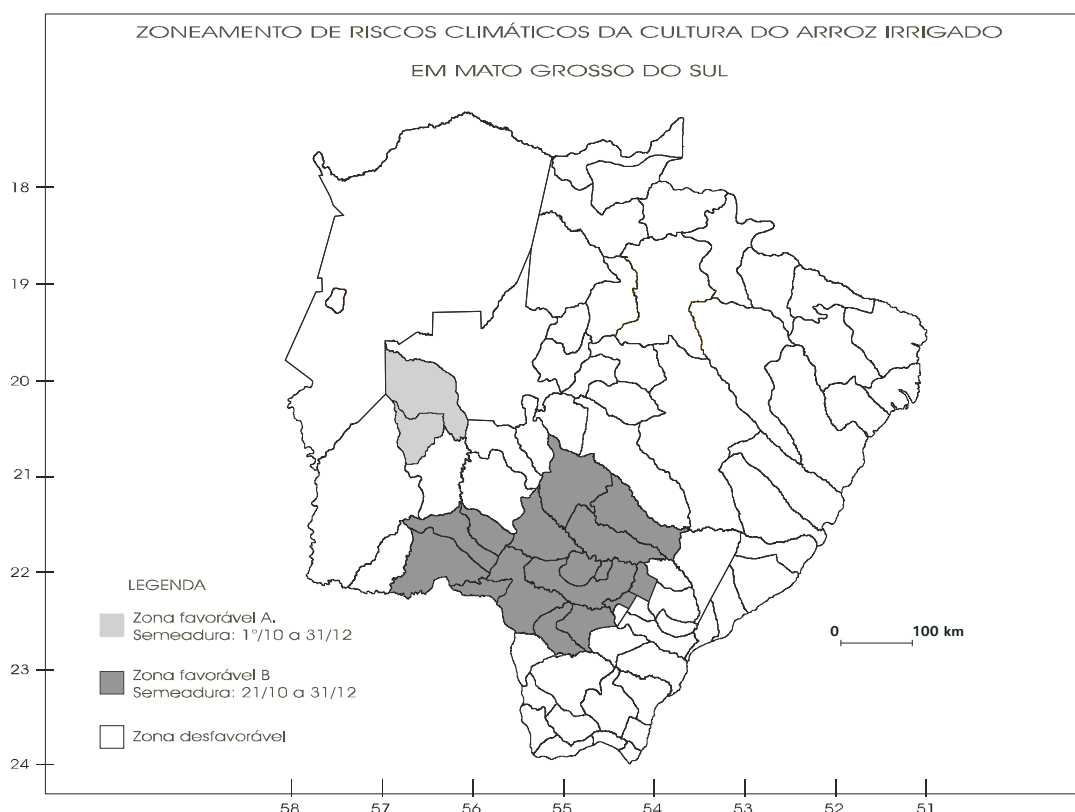 ZONEAMENTO DE RISCOS CLIMÁTICOS DA CULTURA DO ARROZ IRRIGADO
EM MATO GROSSO DO SUL
18
19
20
21
22
23
24
LEGENDA
Zona favorável A.
Semeadura: 1°/10 a 31/12
Zona favorável B
Semeadura: 21/10 a 31/12
Zona desfavorável
0 100 km
58 57 56 55 54 53 52 51